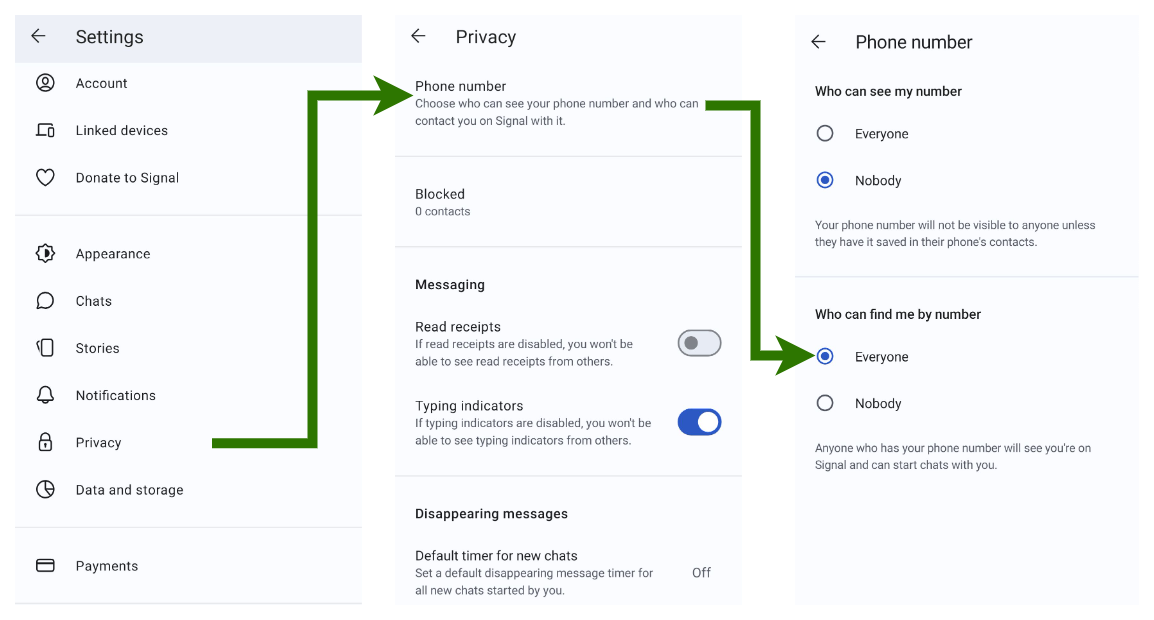 Settings
Account
Linked devices
Donate to Signal
Appearance
Chats
Stories
Notifications
Privacy
Data and storage
Payments
Privacy
Phone number
Choose who can see your phone number and who can
contact you on Signal with it.
Blocked
0 contacts
Messaging
Read receipts
If read receipts are disabled, you won't be
able to see read receipts from others.
Typing indicators
If typing indicators are disabled, you won't be
able to see typing indicators from others.
Disappearing messages
Default timer for new chats
Set a default disappearing message timer for
all new chats started by you.
Off
Phone number
Who can see my number
Everyone
Nobody
Your phone number will not be visible to anyone unless
they have it saved in their phone's contacts.
Who can find me by number
Everyone
Nobody
Anyone who has your phone number will see you're on
Signal and can start chats with you.